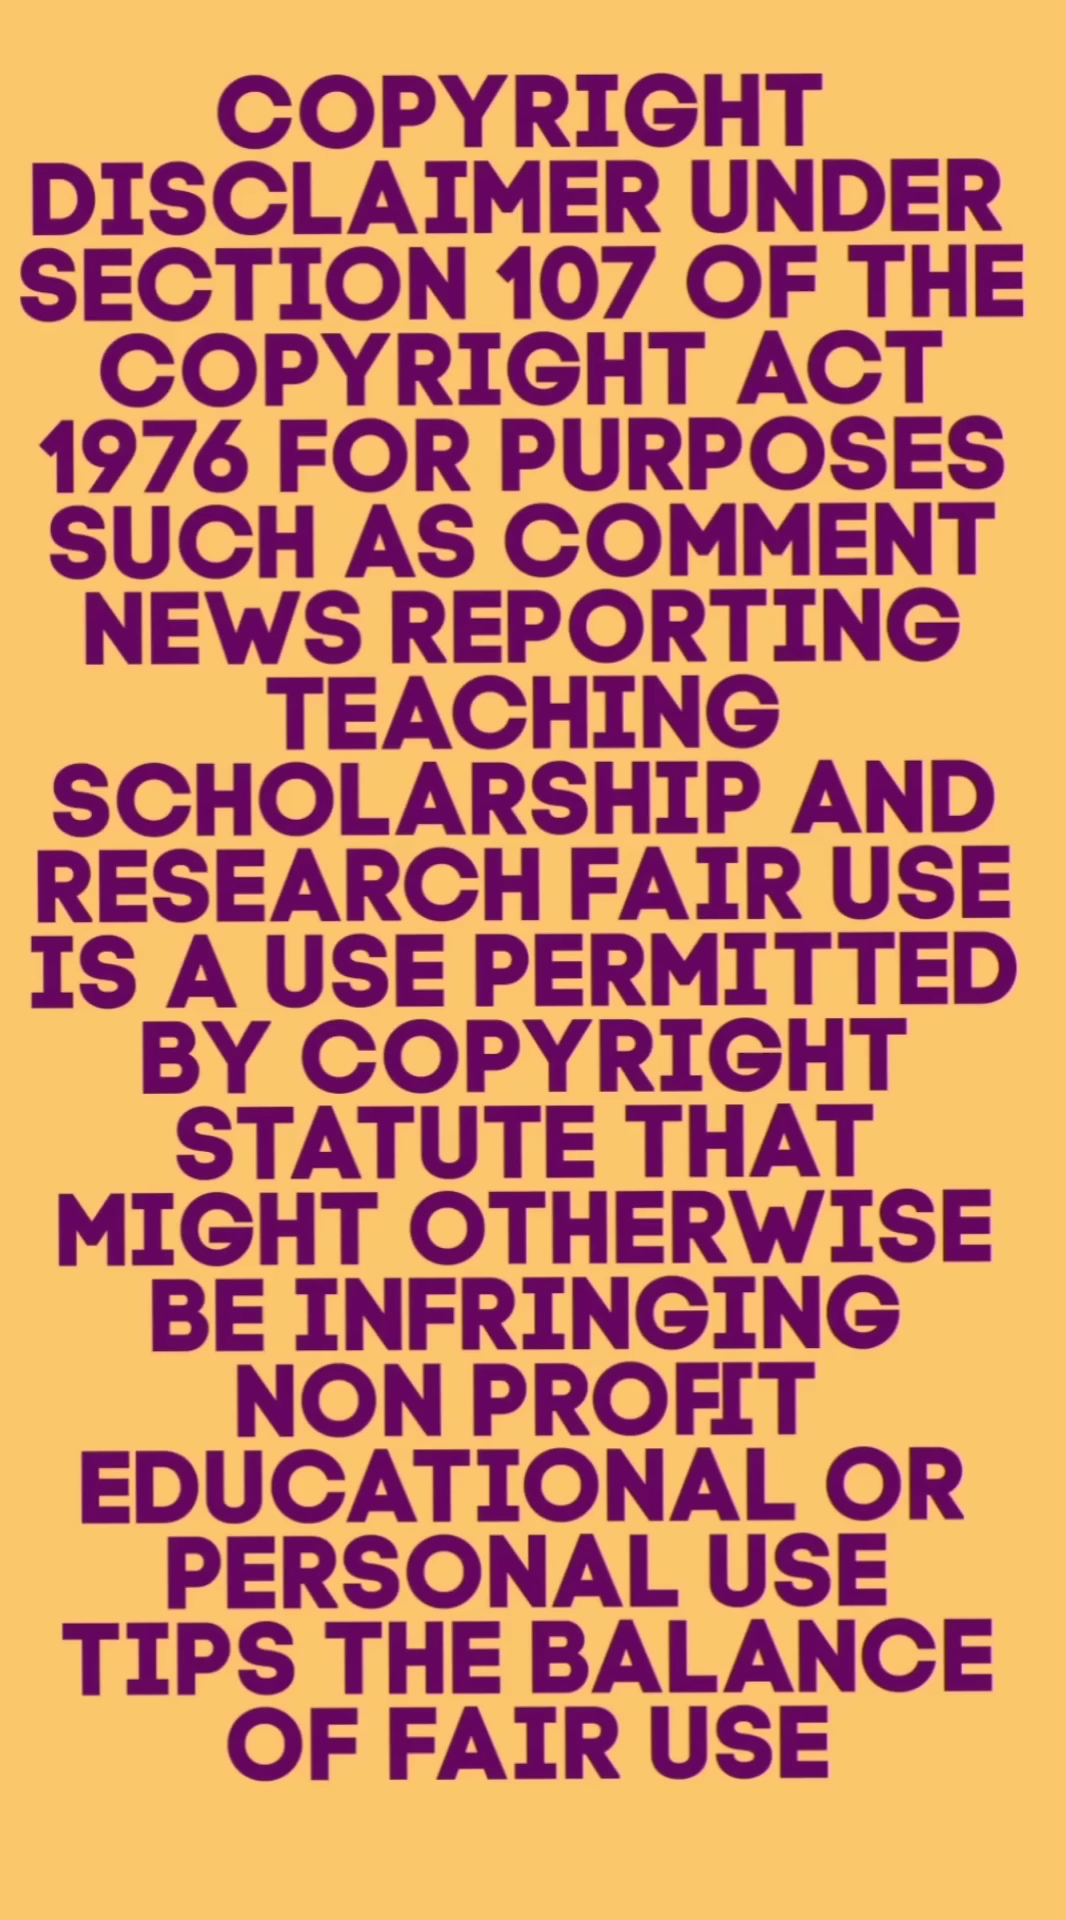 COPYRIGHT
DISCLAIMER UNDER
SECTION 107 OF THE
COPYRIGHT ACT
1976 FOR PURPOSES
SUCH AS COMMENT
NEWS REPORTING
TEACHING
SCHOLARSHIP AND
RESEARCH FAIR USE
IS A USE PERMITTED
BY COPYRIGHT
STATUTE THAT
MIGHT OTHERWISE
BE INFRINGING
NON PROFIT
EDUCATIONAL OR
PERSONAL USE
TIPS THE BALANCE
OF FAIR USE